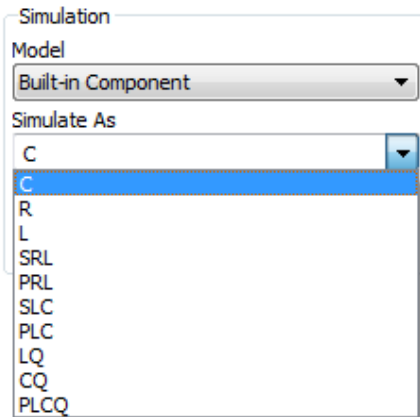 Simulation
Model
Built-in Component
Simulate As
C
C
R
L
SRL
PRL
SLC
PLC
LQ
CQ
PLCQ